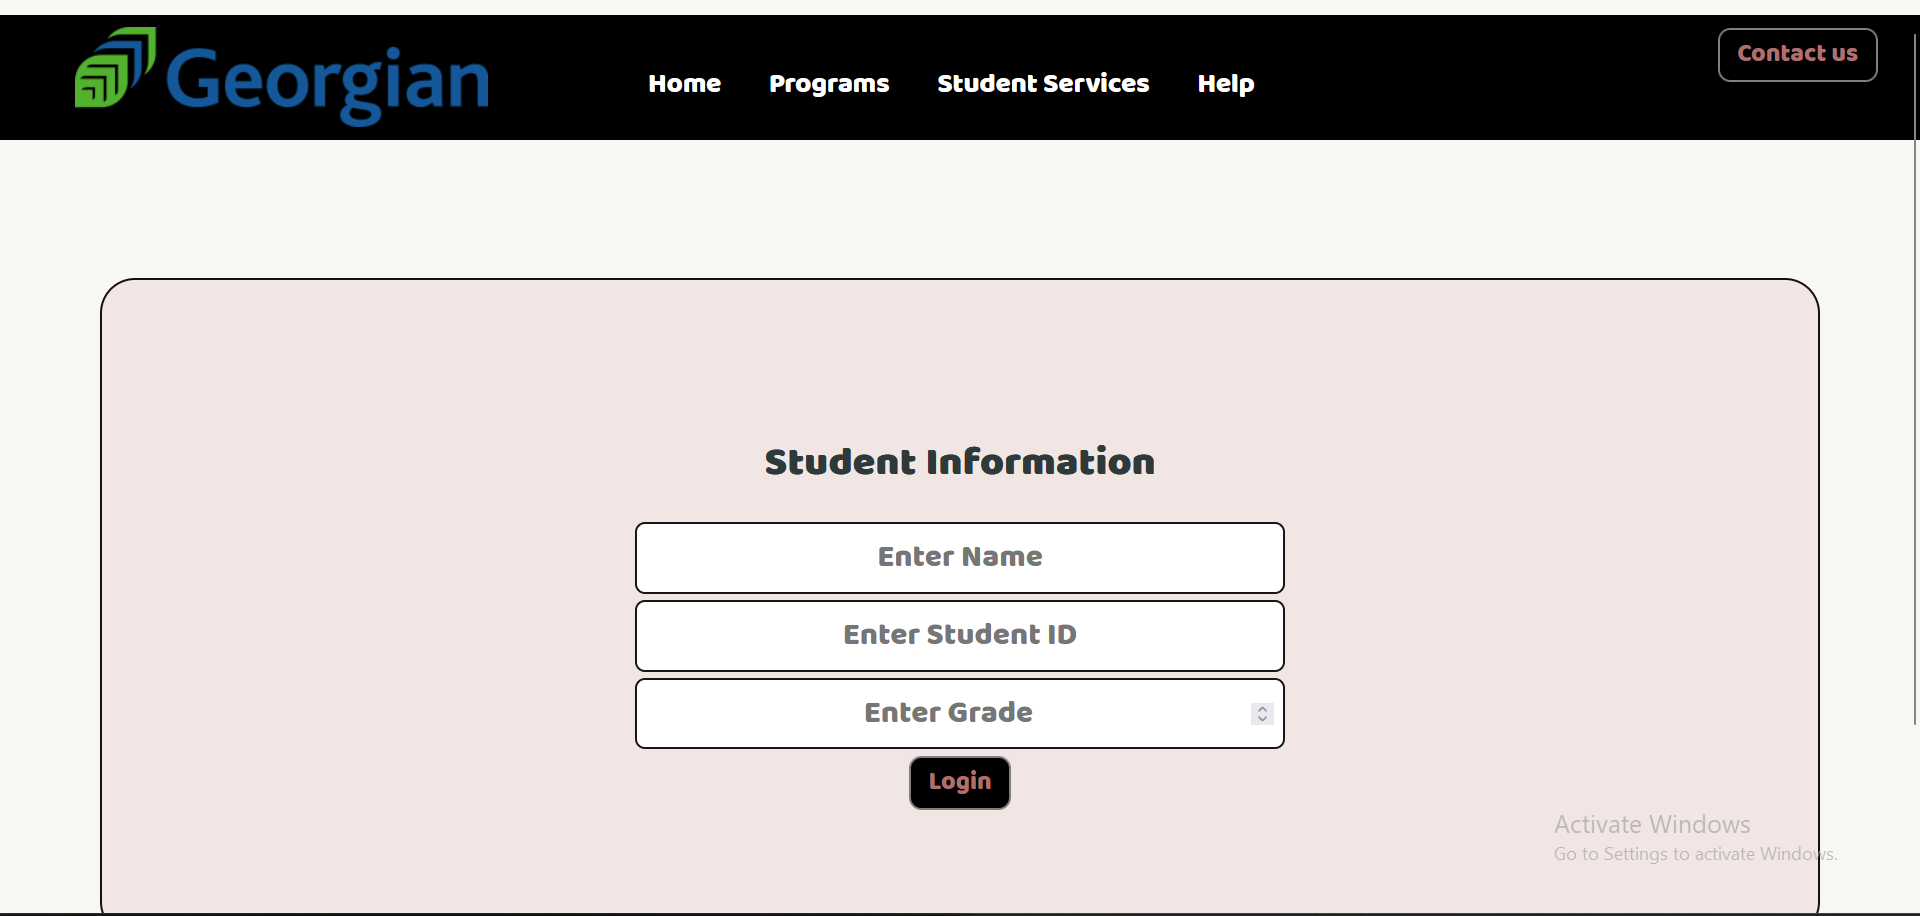 Georgian
Home Programs Student Services Help
Contact us
Student Information
Enter Name
Enter Student ID
Enter Grade
Login
Activate Windows
Go to Settings to activate Windows.